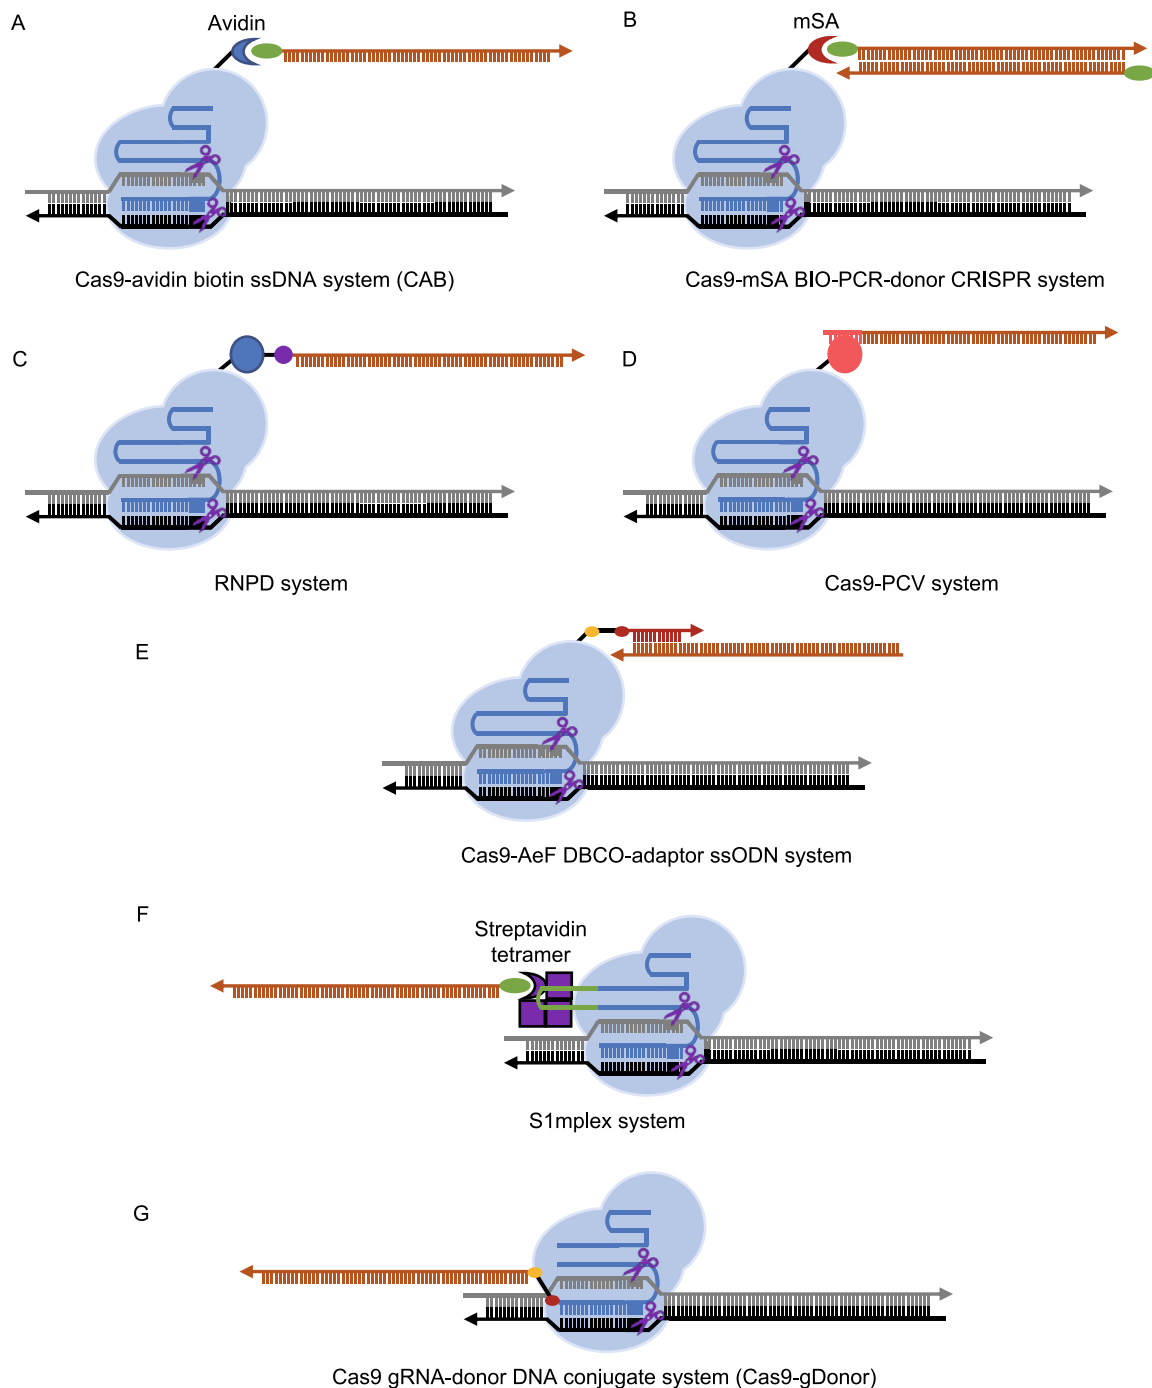 A
Avidin
Cas9-avidin biotin ssDNA system (CAB)
B
mSA
Cas9-mSA BIO-PCR-donor CRISPR system
C
RNPD system
D
Cas9-PCV system
E
Cas9-AeF DBCO-adaptor ssODN system
F
Streptavidin
tetramer
S1mplex system
G
Cas9 gRNA-donor DNA conjugate system (Cas9-gDonor)